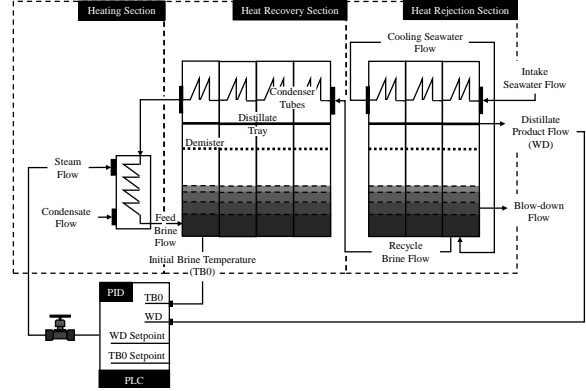 Heating Section
Heat Recovery Section
Heat Rejection Section
Cooling Seawater
Flow
Intake
Seawater Flow
Condenser
Tubes
Distillate
Tray
Distillate
Product Flow
(WD)
Demister
Steam
Flow
Condensate
Flow
Feed
Brine
Flow
Blow-down
Flow
Recycle
Brine Flow
Initial Brine Temperature
(TB0)
PID
TB0
WD
WD Setpoint
TB0 Setpoint
PLC